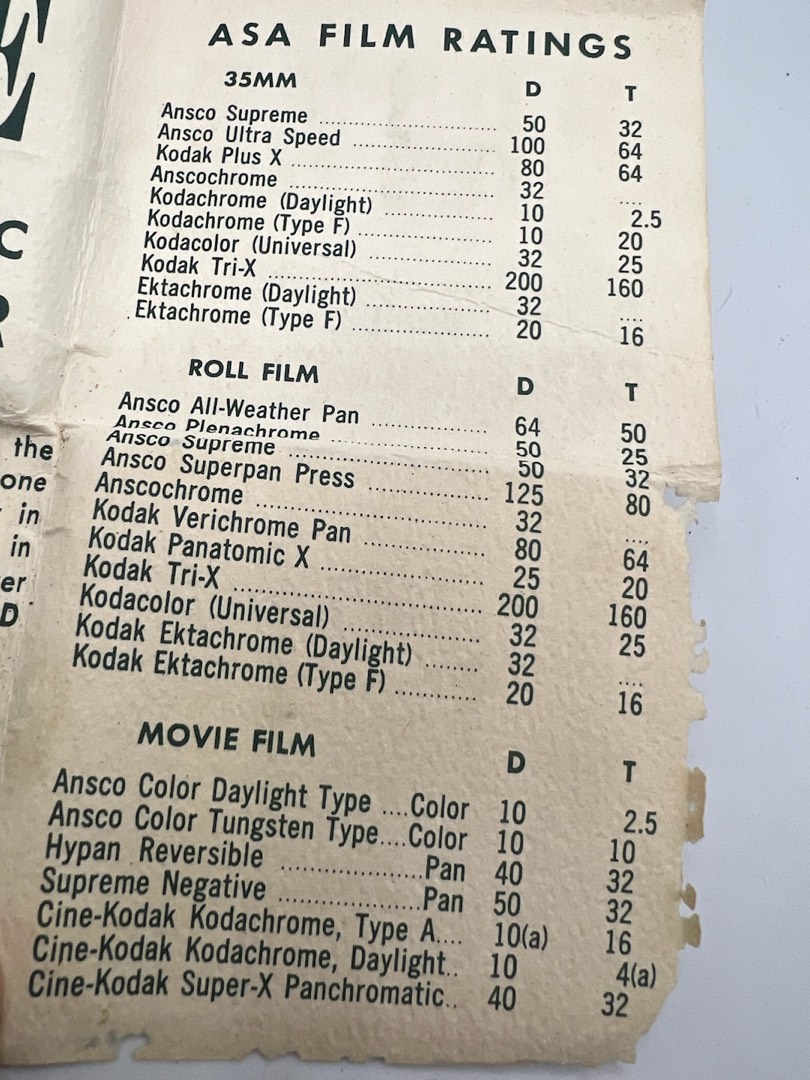 E
C
R
the
one
in
in
er
D
ASA FILM RATINGS
35MM D T
Ansco Supreme 50 32
Ansco Ultra Speed 100 64
Kodak Plus X 80 64
Anscochrome 32 ....
Kodachrome (Daylight) 10 2.5
Kodachrome (Type F) 10 20
Kodacolor (Universal) 32 25
Kodak Tri-X 200 160
Ektachrome (Daylight) 32 ....
Ektachrome (Type F) 20 16
ROLL FILM D T
Ansco All-Weather Pan 64 50
Ansco Plenachrome 50 25
Ansco Supreme 50 32
Ansco Superpan Press 125 80
Anscochrome 32 ....
Kodak Verichrome Pan 80 64
Kodak Panatomic X 25 20
Kodak Tri-X 200 160
Kodacolor (Universal) 32 25
Kodak Ektachrome (Daylight) 32 ....
Kodak Ektachrome (Type F) 20 16
MOVIE FILM D T
Ansco Color Daylight Type ....Color 10 2.5
Ansco Color Tungsten Type....Color 10 10
Hypan Reversible ....Pan 40 32
Supreme Negative ....Pan 50 32
Cine-Kodak Kodachrome, Type A.... 10(a) 16
Cine-Kodak Kodachrome, Daylight.. 10 4(a)
Cine-Kodak Super-X Panchromatic.. 40 32